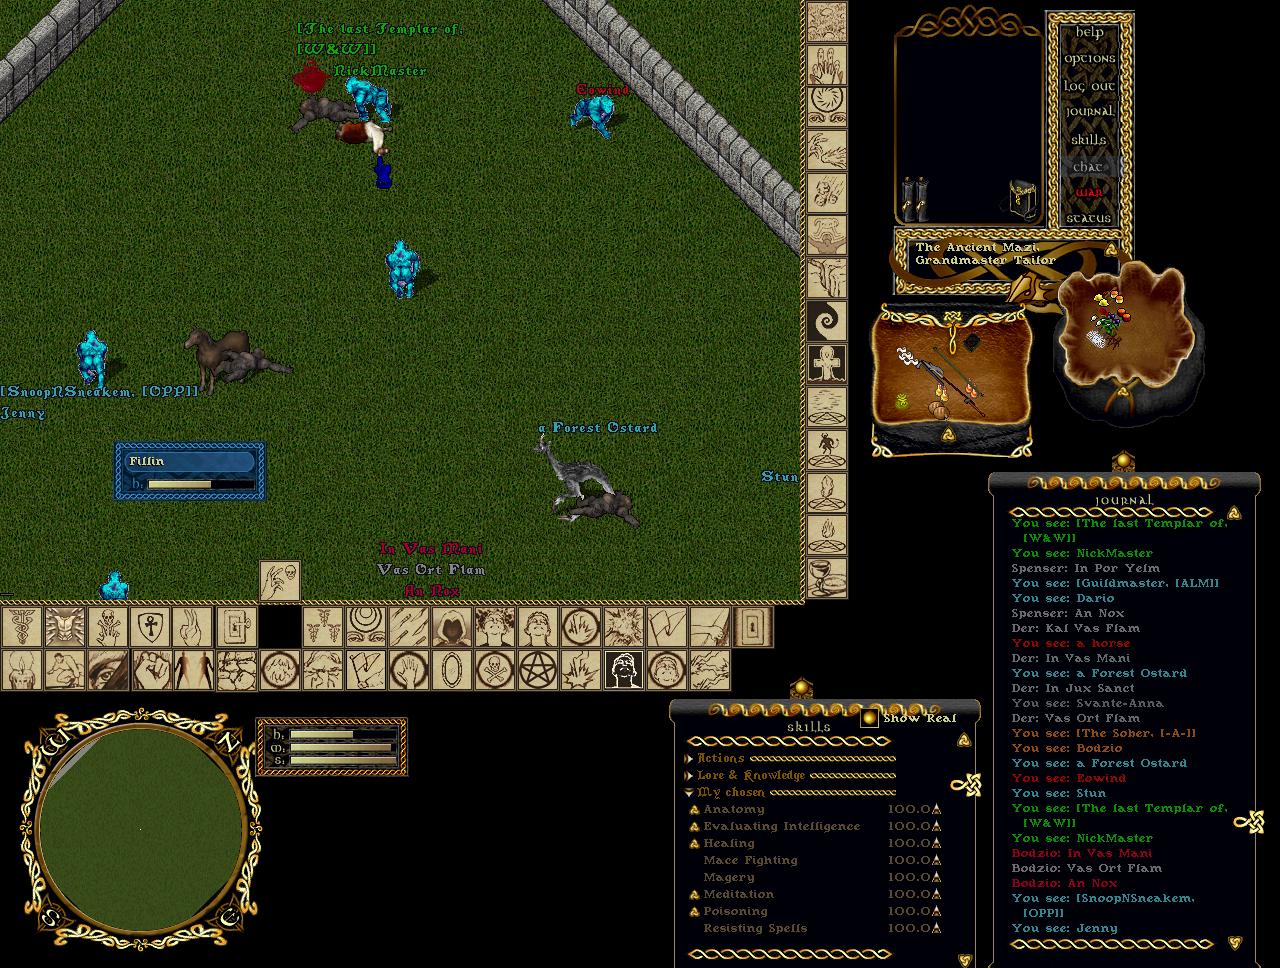 [The last Templar of,
[W&W]]
NickMaster
Eowind
[SnoopNSneakem, [OPP]]
Jenny
Filfin
b:
a Forest Ostard
Stun
In Vas Mani
Vas Ort Flam
An Nox
W
N
S
E
b:
m:
s:
HELP
OPTIONS
LOG OUT
JOURNAL
SKILLS
CHAT
WAR
STATUS
The Ancient Mazi,
Grandmaster Tailor
JOURNAL
You see: [The last Templar of,
[W&W]]
You see: NickMaster
Spenser: In Por Ylem
You see: [Guildmaster, [ALM]]
You see: Dario
Spenser: An Nox
Der: Kal Vas Flam
You see: a horse
Der: In Vas Mani
You see: a Forest Ostard
Der: In Jux Sanct
You see: Svante-Anna
Der: Vas Ort Flam
You see: [The Sober, [-A-]]
You see: Bodzio
You see: a Forest Ostard
You see: Eowind
You see: Stun
You see: [The last Templar of,
[W&W]]
You see: NickMaster
Bodzio: In Vas Mani
Bodzio: Vas Ort Flam
Bodzio: An Nox
You see: [SnoopNSneakem,
[OPP]]
You see: Jenny
SKILLS
Show Real
Actions
Lore & Knowledge
My chosen
Anatomy 100.0
Evaluating Intelligence 100.0
Healing 100.0
Mace Fighting 100.0
Magery 100.0
Meditation 100.0
Poisoning 100.0
Resisting Spells 100.0